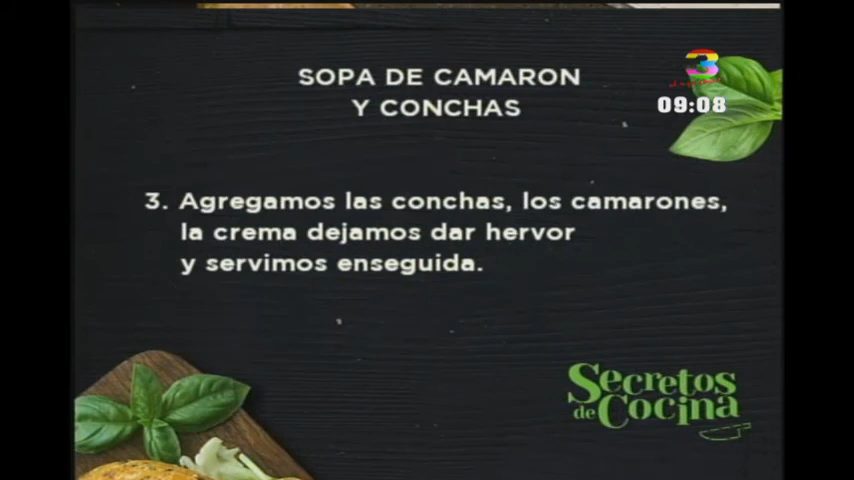 SOPA DE CAMARON
Y CONCHAS
3
09:08
3. Agregamos las conchas, los camarones,
la crema dejamos dar hervor
y servimos enseguida.
Secretos
de Cocina